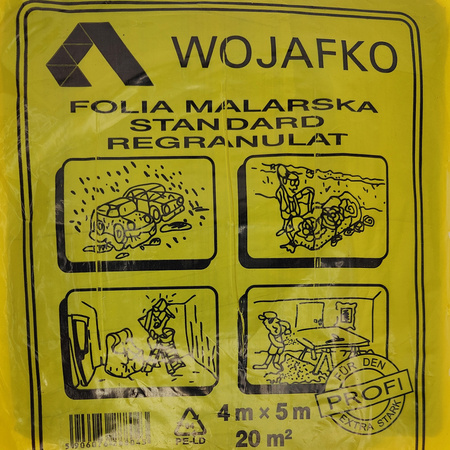 WOJAFKO
FOLIA MALARSKA
STANDARD
REGRANULAT
4 m x 5 m
PE-LD
20 m²
FÜR DEN
PROFI
EXTRA STARK